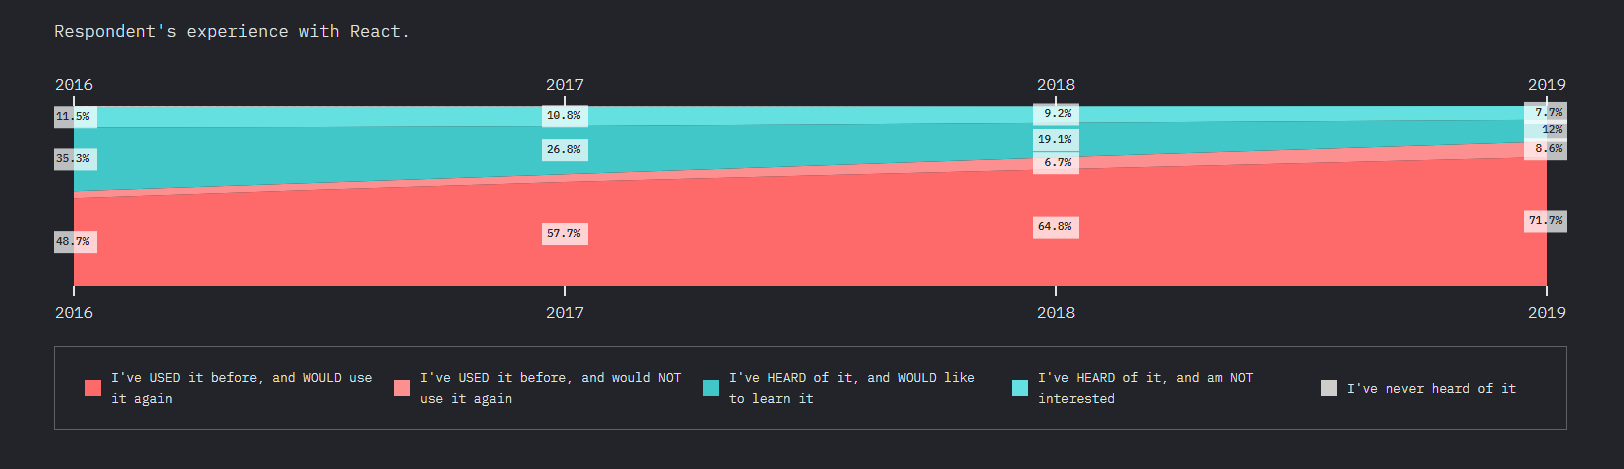 Respondent's experience with React.
2016 2017 2018 2019
11.5% 10.8% 9.2% 7.7%
35.3% 26.8% 19.1% 12%
6.7% 8.6%
48.7% 57.7% 64.8% 71.7%
2016 2017 2018 2019
I've USED it before, and WOULD use
it again
I've USED it before, and would NOT
use it again
I've HEARD of it, and WOULD like
to learn it
I've HEARD of it, and am NOT
interested
I've never heard of it